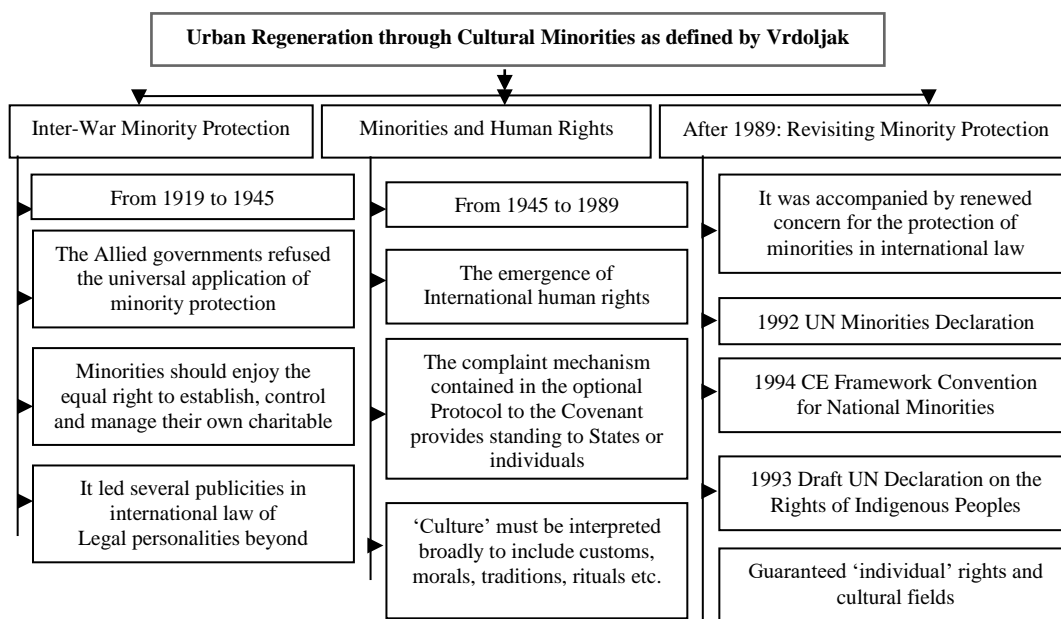 Urban Regeneration through Cultural Minorities as defined by Vrdoljak
Inter-War Minority Protection
From 1919 to 1945
The Allied governments refused
the universal application of
minority protection
Minorities should enjoy the
equal right to establish, control
and manage their own charitable
It led several publicities in
international law of
Legal personalities beyond
Minorities and Human Rights
From 1945 to 1989
The emergence of
International human rights
The complaint mechanism
contained in the optional
Protocol to the Covenant
provides standing to States or
individuals
‘Culture’ must be interpreted
broadly to include customs,
morals, traditions, rituals etc.
After 1989: Revisiting Minority Protection
It was accompanied by renewed
concern for the protection of
minorities in international law
1992 UN Minorities Declaration
1994 CE Framework Convention
for National Minorities
1993 Draft UN Declaration on the
Rights of Indigenous Peoples
Guaranteed ‘individual’ rights and
cultural fields